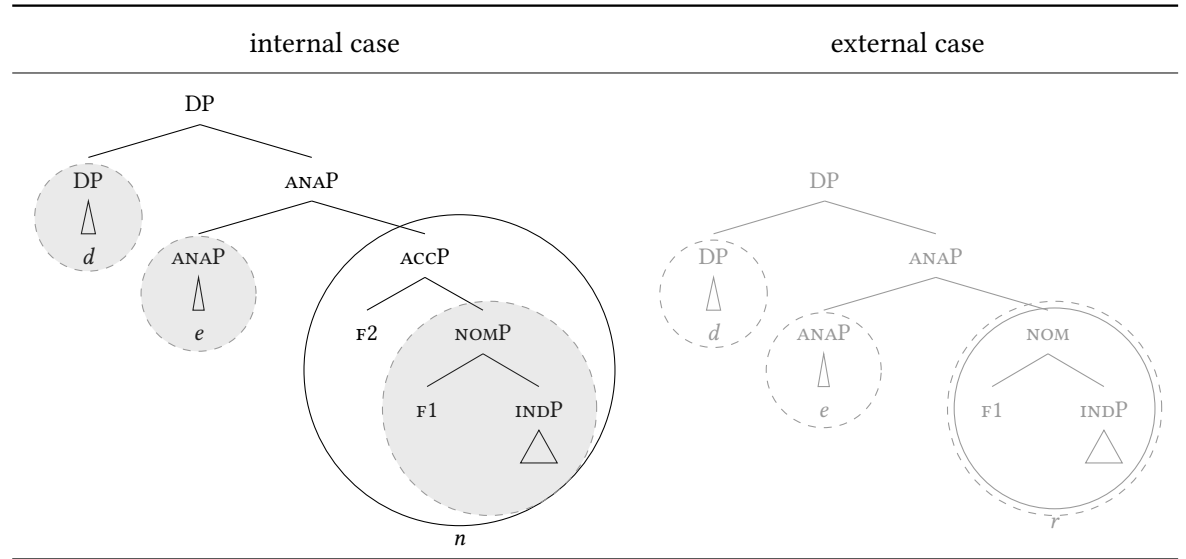 internal case external case
DP
DP ANAP DP
d ANAP ACCP DP ANAP
e F2 NOMP d ANAP NOM
F1 INDP e F1 INDP
n r